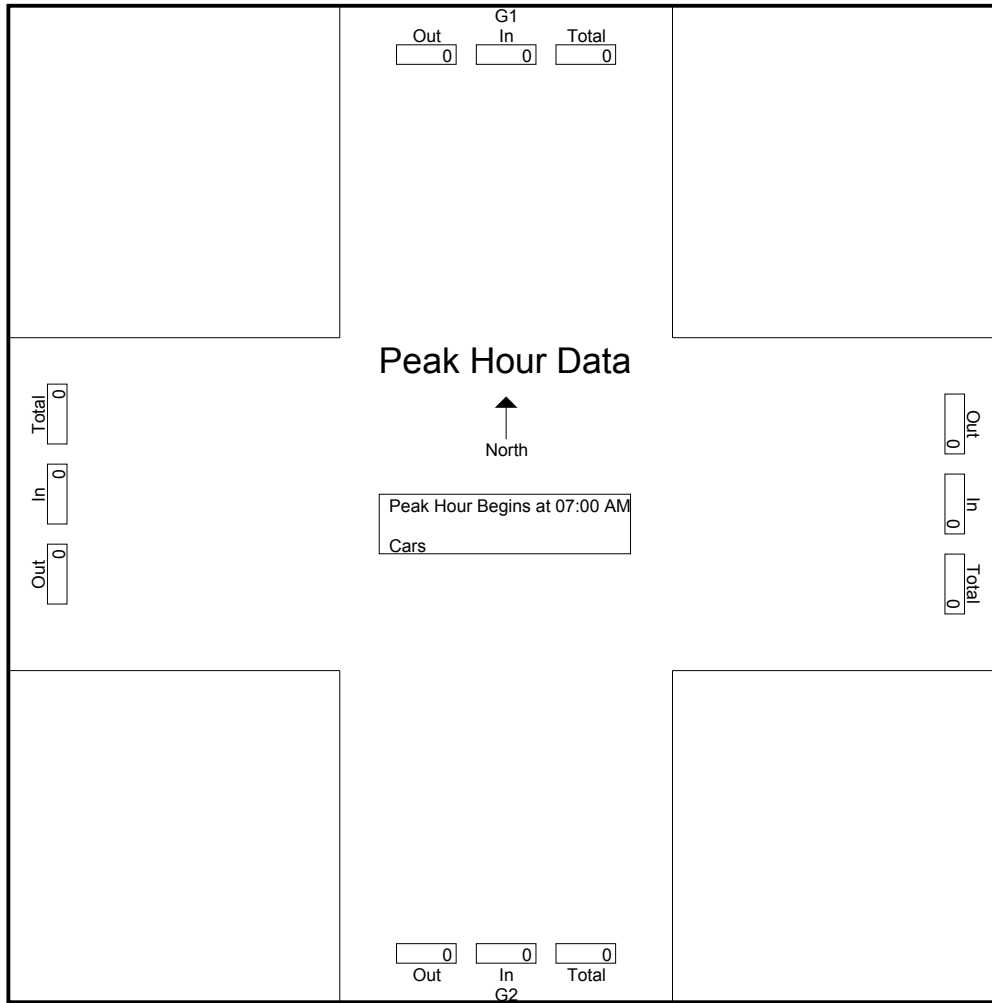 G1
Out In Total
0 0 0
Peak Hour Data
North
Peak Hour Begins at 07:00 AM
Cars
Total 0
In 0
Out 0
Out 0
In 0
Total 0
0 0 0
Out In Total
G2